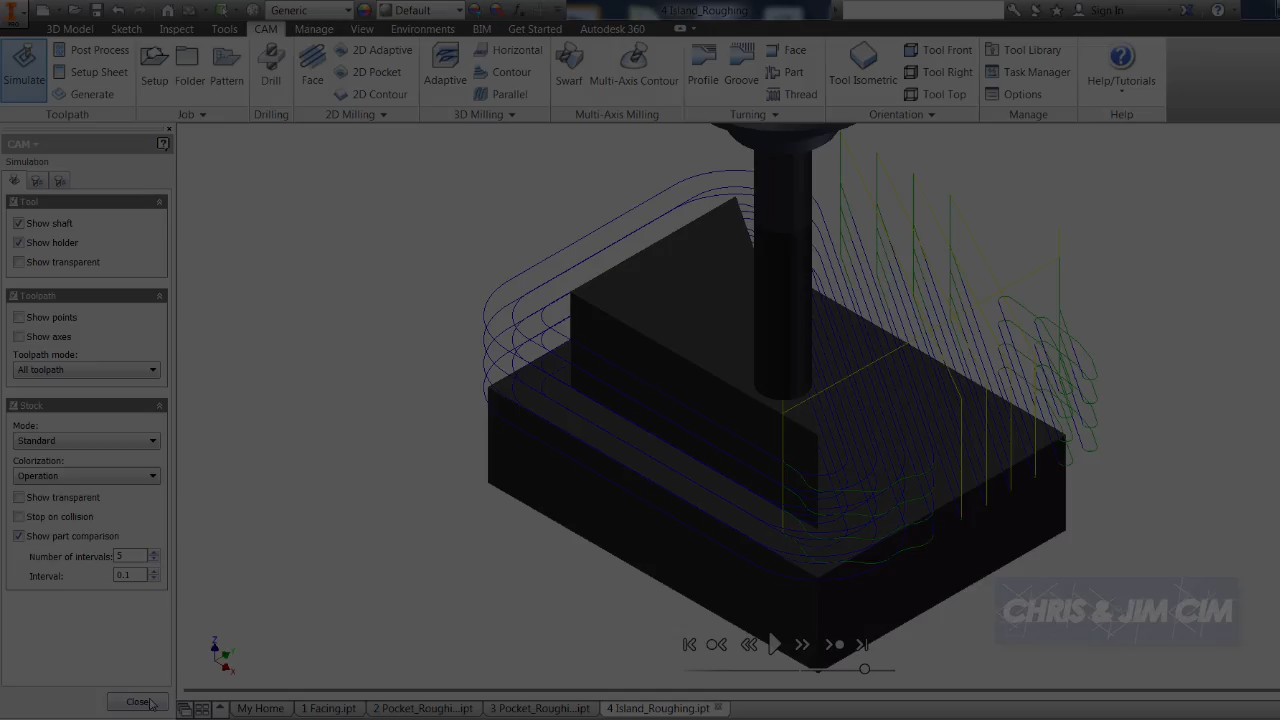 Generic
Default
4 Island_Roughing
Sign In
PRO
3D Model
Sketch
Inspect
Tools
CAM
Manage
View
Environments
BIM
Get Started
Autodesk 360
Simulate
Post Process
Setup Sheet
Generate
Toolpath
Setup
Folder
Pattern
Job
Drill
Drilling
Face
2D Adaptive
2D Pocket
2D Contour
2D Milling
Adaptive
Horizontal
Contour
Parallel
3D Milling
Swarf
Multi-Axis Contour
Multi-Axis Milling
Profile
Groove
Face
Part
Thread
Turning
Tool Isometric
Tool Front
Tool Right
Tool Top
Orientation
Tool Library
Task Manager
Options
Manage
Help/Tutorials
Help
CAM
Simulation
Tool
Show shaft
Show holder
Show transparent
Toolpath
Show points
Show axes
Toolpath mode:
All toolpath
Stock
Mode:
Standard
Colorization:
Operation
Show transparent
Stop on collision
Show part comparison
Number of intervals: 5
Interval: 0.1
Close
Z
Y
X
CHRIS & JIM CIM
My Home
1 Facing.ipt
2 Pocket_Roughi...ipt
3 Pocket_Roughi...ipt
4 Island_Roughing.ipt